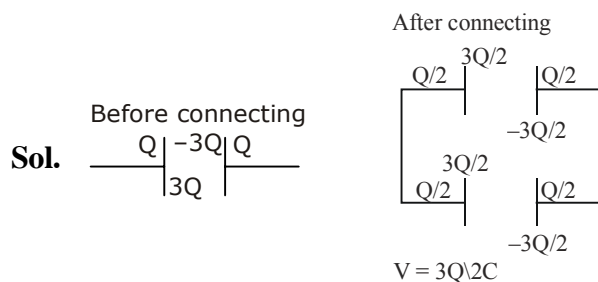 After connecting
3Q/2
Q/2 Q/2
–3Q/2
Before connecting
Sol. Q –3Q Q
3Q
3Q/2
Q/2 Q/2
–3Q/2
V = 3Q\2C